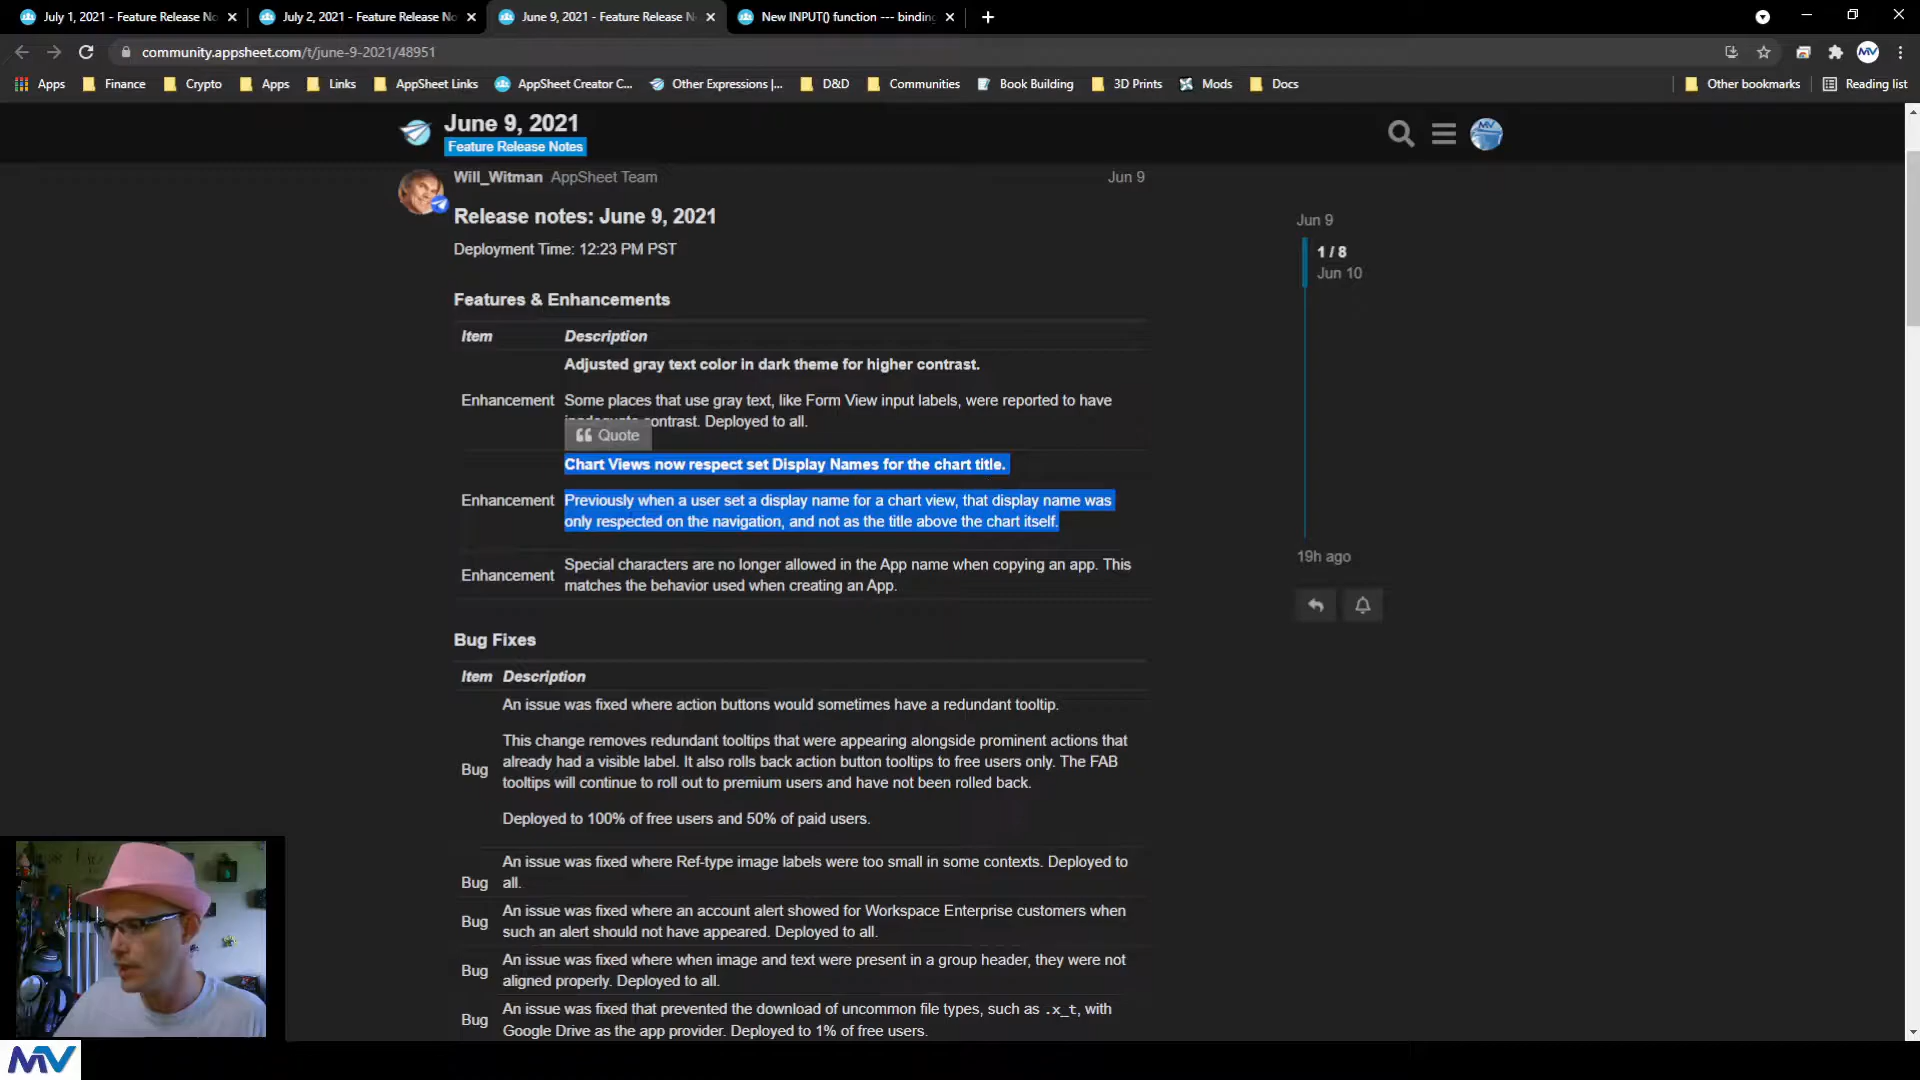 July 1, 2021 - Feature Release No
July 2, 2021 - Feature Release No
June 9, 2021 - Feature Release N
New INPUT() function --- binding
community.appsheet.com/t/june-9-2021/48951
Apps
Finance
Crypto
Apps
Links
AppSheet Links
AppSheet Creator C...
Other Expressions |...
D&D
Communities
Book Building
3D Prints
Mods
Docs
Other bookmarks
Reading list
June 9, 2021
Feature Release Notes
Will_Witman AppSheet Team
Jun 9
Release notes: June 9, 2021
Deployment Time: 12:23 PM PST
Jun 9
1 / 8
Jun 10
19h ago
Features & Enhancements
Item Description
Adjusted gray text color in dark theme for higher contrast.
Enhancement Some places that use gray text, like Form View input labels, were reported to have
contrast. Deployed to all.
Quote
Chart Views now respect set Display Names for the chart title.
Enhancement Previously when a user set a display name for a chart view, that display name was
only respected on the navigation, and not as the title above the chart itself.
Enhancement Special characters are no longer allowed in the App name when copying an app. This
matches the behavior used when creating an App.
Bug Fixes
Item Description
An issue was fixed where action buttons would sometimes have a redundant tooltip.
This change removes redundant tooltips that were appearing alongside prominent actions that
Bug already had a visible label. It also rolls back action button tooltips to free users only. The FAB
tooltips will continue to roll out to premium users and have not been rolled back.
Deployed to 100% of free users and 50% of paid users.
Bug An issue was fixed where Ref-type image labels were too small in some contexts. Deployed to
all.
Bug An issue was fixed where an account alert showed for Workspace Enterprise customers when
such an alert should not have appeared. Deployed to all.
Bug An issue was fixed where when image and text were present in a group header, they were not
aligned properly. Deployed to all.
Bug An issue was fixed that prevented the download of uncommon file types, such as .x_t, with
Google Drive as the app provider. Deployed to 1% of free users.
MV